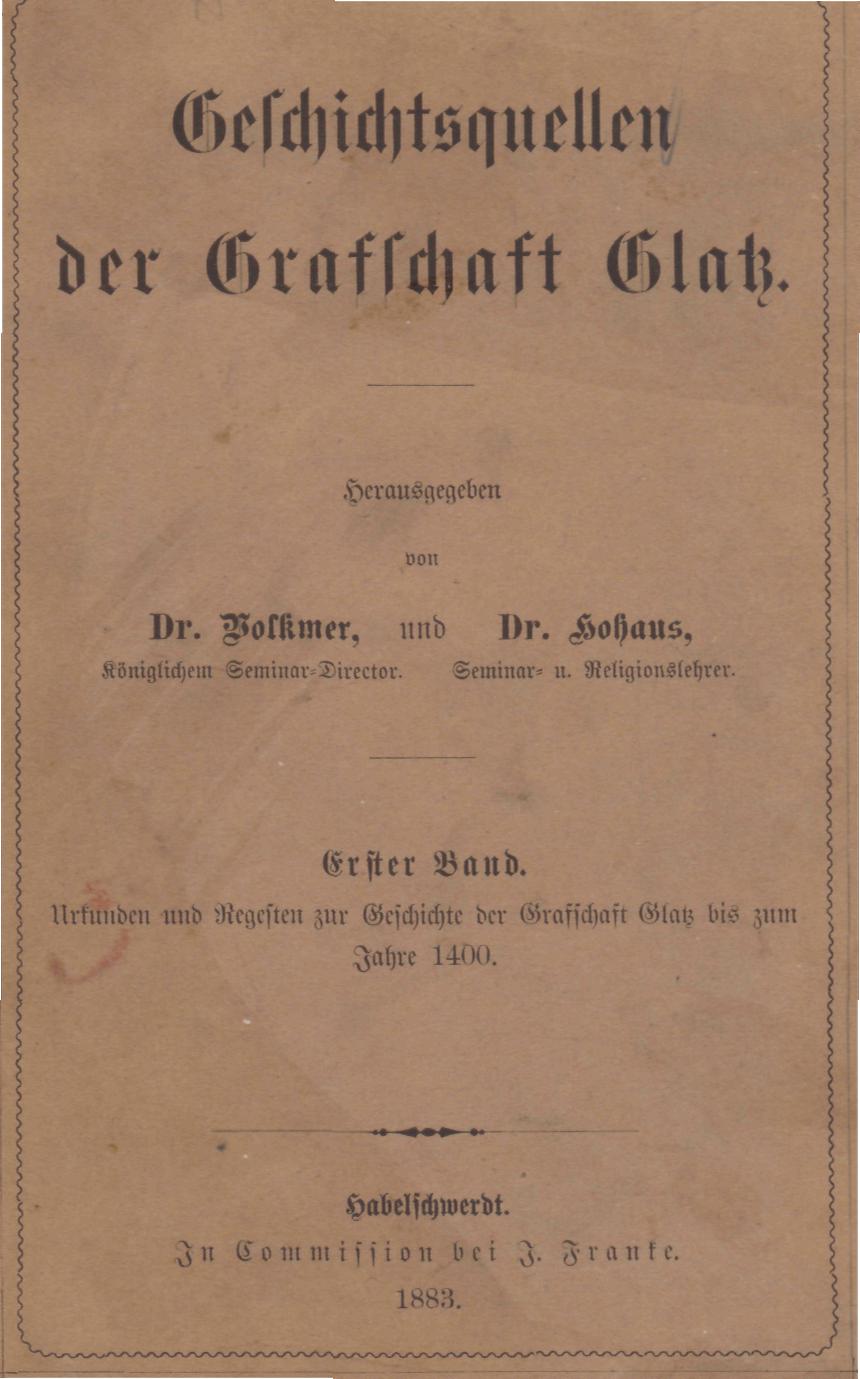 Geschichtsquellen
der Grafschaft Glatz.
Herausgegeben
von
Dr. Volkmer, und Dr. Hohaus,
Königlichem Seminar-Director. Seminar- u. Religionslehrer.
Erster Band.
Urkunden und Regesten zur Geschichte der Grafschaft Glatz bis zum
Jahre 1400.
Habelschwerdt.
In Commission bei J. Franke.
1883.